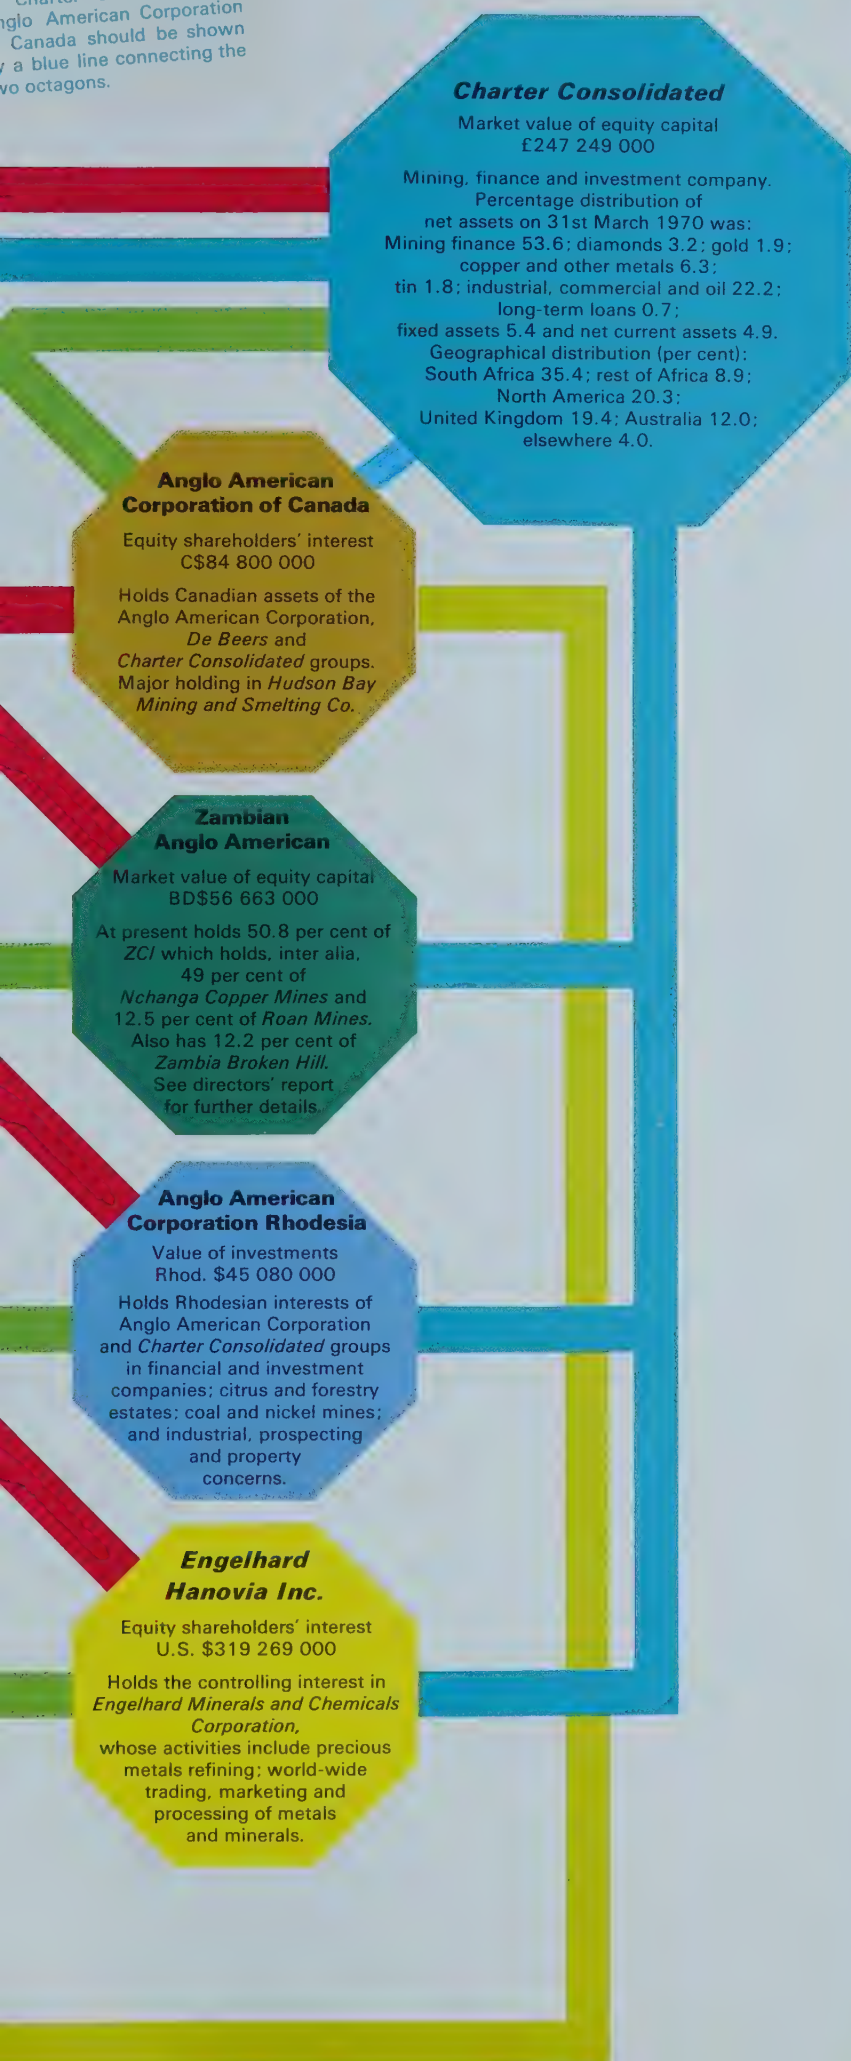 American Corporation
Canada should be shown
a blue line connecting the
octagons.
Charter Consolidated
Market value of equity capital
£247 249 000
Mining, finance and investment company.
Percentage distribution of
net assets on 31st March 1970 was:
Mining finance 53.6; diamonds 3.2; gold 1.9;
copper and other metals 6.3;
tin 1.8; industrial, commercial and oil 22.2;
long-term loans 0.7;
fixed assets 5.4 and net current assets 4.9.
Geographical distribution (per cent):
South Africa 35.4; rest of Africa 8.9;
North America 20.3;
United Kingdom 19.4; Australia 12.0;
elsewhere 4.0.
Anglo American
Corporation of Canada
Equity shareholders' interest
C$84 800 000
Holds Canadian assets of the
Anglo American Corporation,
De Beers and
Charter Consolidated groups.
Major holding in Hudson Bay
Mining and Smelting Co.
Zambian
Anglo American
Market value of equity capital
BD$56 663 000
At present holds 50.8 per cent of
ZCI which holds, inter alia,
49 per cent of
Nchanga Copper Mines and
12.5 per cent of Roan Mines.
Also has 12.2 per cent of
Zambia Broken Hill.
See directors' report
for further details.
Anglo American
Corporation Rhodesia
Value of investments
Rhod. $45 080 000
Holds Rhodesian interests of
Anglo American Corporation
and Charter Consolidated groups
in financial and investment
companies; citrus and forestry
estates; coal and nickel mines;
and industrial, prospecting
and property
concerns.
Engelhard
Hanovia Inc.
Equity shareholders' interest
U.S. $319 269 000
Holds the controlling interest in
Engelhard Minerals and Chemicals
Corporation,
whose activities include precious
metals refining; world-wide
trading, marketing and
processing of metals
and minerals.